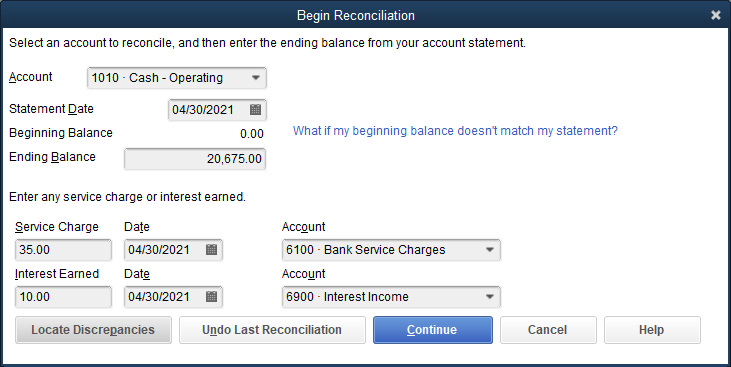 Begin Reconciliation
Select an account to reconcile, and then enter the ending balance from your account statement.
Account 1010 · Cash - Operating
Statement Date 04/30/2021
Beginning Balance 0.00 What if my beginning balance doesn't match my statement?
Ending Balance 20,675.00
Enter any service charge or interest earned.
Service Charge Date Account
35.00 04/30/2021 6100 · Bank Service Charges
Interest Earned Date Account
10.00 04/30/2021 6900 · Interest Income
Locate Discrepancies Undo Last Reconciliation Continue Cancel Help